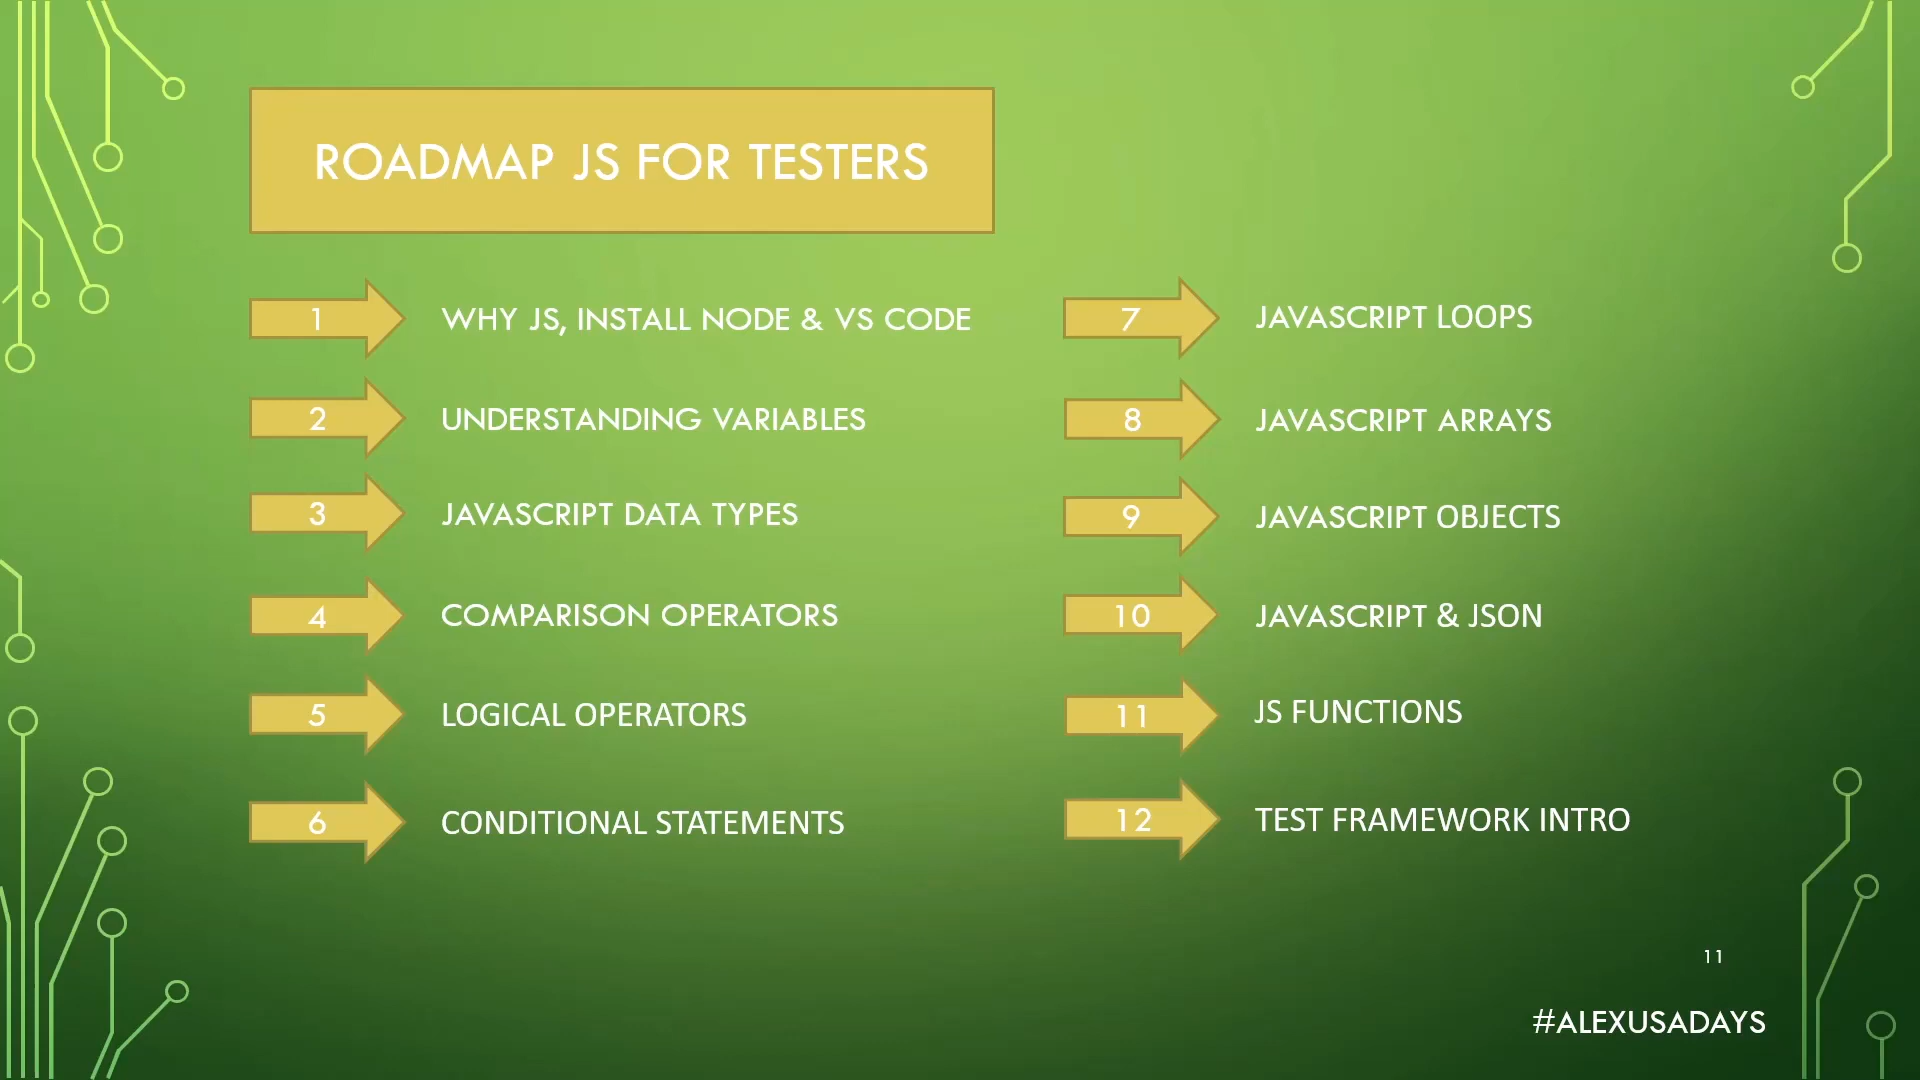 ROADMAP JS FOR TESTERS
1 WHY JS, INSTALL NODE & VS CODE
2 UNDERSTANDING VARIABLES
3 JAVASCRIPT DATA TYPES
4 COMPARISON OPERATORS
5 LOGICAL OPERATORS
6 CONDITIONAL STATEMENTS
7 JAVASCRIPT LOOPS
8 JAVASCRIPT ARRAYS
9 JAVASCRIPT OBJECTS
10 JAVASCRIPT & JSON
11 JS FUNCTIONS
12 TEST FRAMEWORK INTRO
11
#ALEXUSADAYS